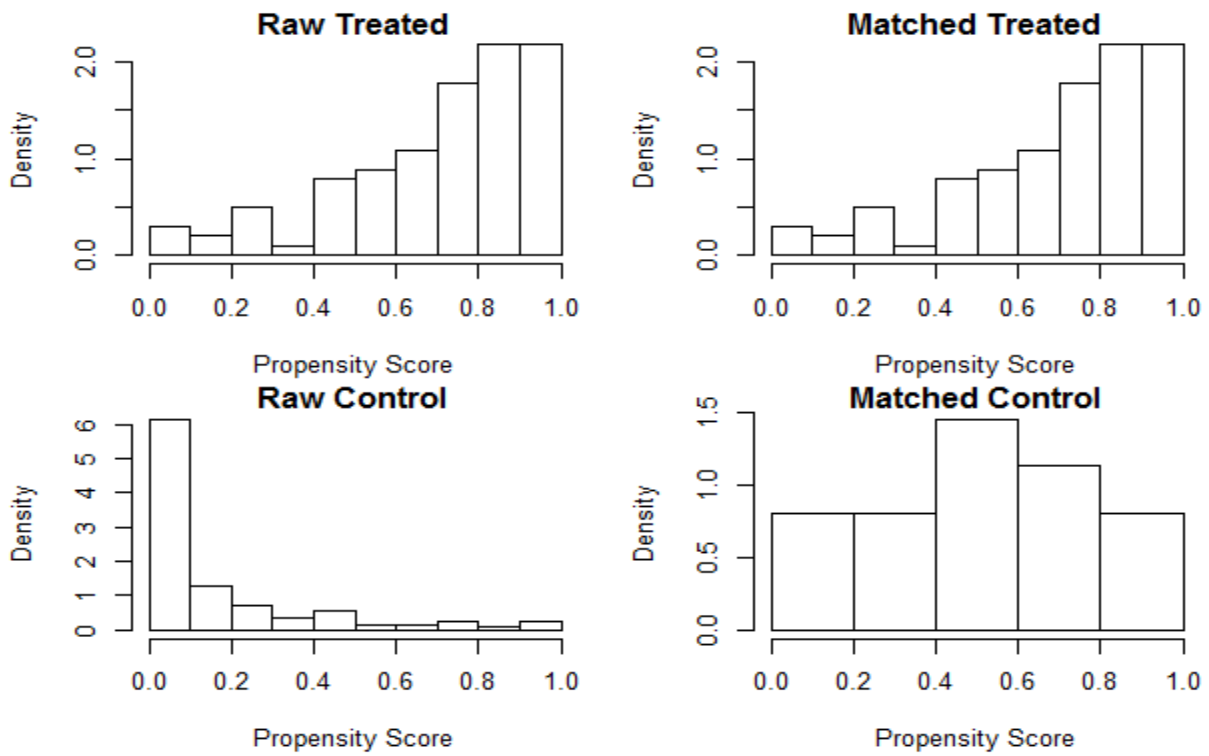 Raw Treated
Density
0.0 1.0 2.0
0.0 0.2 0.4 0.6 0.8 1.0
Propensity Score
Matched Treated
Density
0.0 1.0 2.0
0.0 0.2 0.4 0.6 0.8 1.0
Propensity Score
Raw Control
Density
0 1 2 3 4 5 6
0.0 0.2 0.4 0.6 0.8 1.0
Propensity Score
Matched Control
Density
0.0 0.5 1.0 1.5
0.0 0.2 0.4 0.6 0.8 1.0
Propensity Score